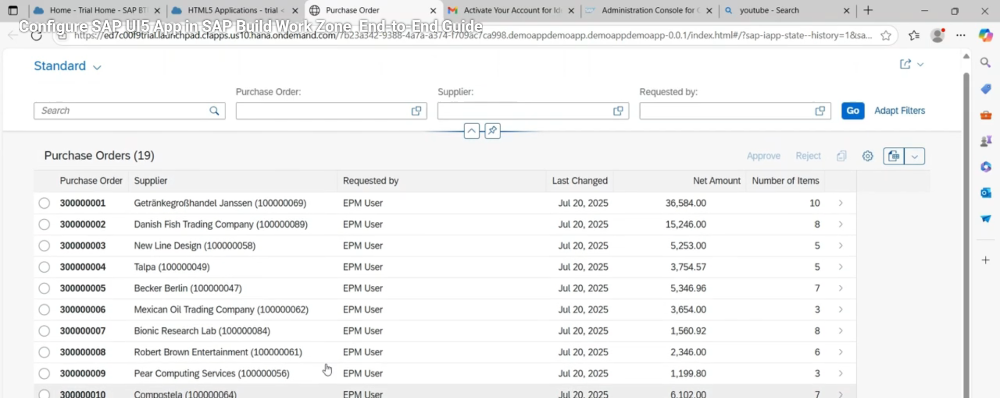 Home - Trial Home - SAP BT
HTML5 Applications - trial <
Purchase Order
Activate Your Account for Id
Administration Console for C
youtube - Search
Configure SAP UI5 App in SAP Build Work Zone End-to-End Guide
https://ed7c00f9trial.launchpad.cfapps.us10.hana.ondemand.com/7b23a342-9388-4a7a-a374-f709ac7ca998.demoappdemoapp.demoappdemoapp-0.0.1/index.html#/?sap-iapp-state--history=1&sa...
Standard
Purchase Order:
Supplier:
Requested by:
Search
Go
Adapt Filters
Purchase Orders (19)
Approve
Reject
Purchase Order Supplier Requested by Last Changed Net Amount Number of Items
300000001 Getränkegroßhandel Janssen (100000069) EPM User Jul 20, 2025 36,584.00 10
300000002 Danish Fish Trading Company (100000089) EPM User Jul 20, 2025 15,246.00 8
300000003 New Line Design (100000058) EPM User Jul 20, 2025 5,253.00 5
300000004 Talpa (100000049) EPM User Jul 20, 2025 3,754.57 5
300000005 Becker Berlin (100000047) EPM User Jul 20, 2025 5,346.96 7
300000006 Mexican Oil Trading Company (100000062) EPM User Jul 20, 2025 3,654.00 3
300000007 Bionic Research Lab (100000084) EPM User Jul 20, 2025 1,560.92 8
300000008 Robert Brown Entertainment (100000061) EPM User Jul 20, 2025 2,346.00 6
300000009 Pear Computing Services (100000056) EPM User Jul 20, 2025 1,199.80 3
300000010 Compostela (100000064) EPM User Jul 20, 2025 6,102.00 7